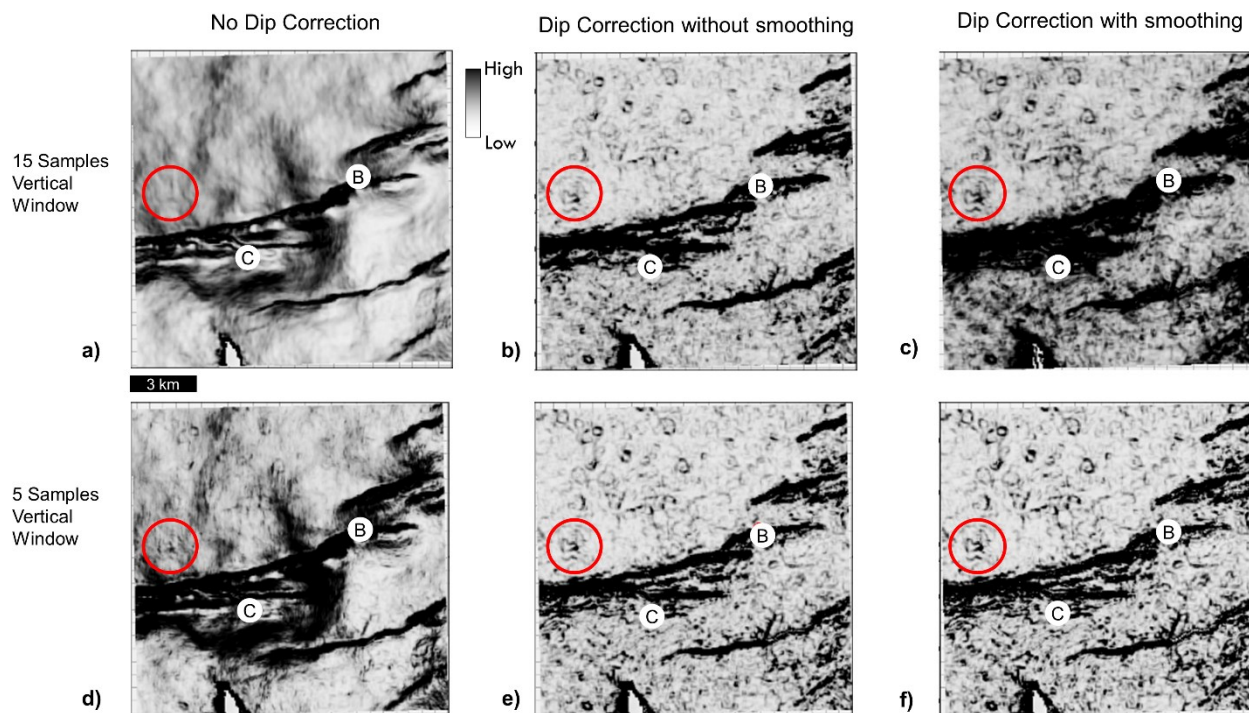 No Dip Correction
Dip Correction without smoothing
Dip Correction with smoothing
High
Low
15 Samples
Vertical
Window
B
C
a)
B
C
b)
B
C
c)
3 km
5 Samples
Vertical
Window
B
C
d)
B
C
e)
B
C
f)